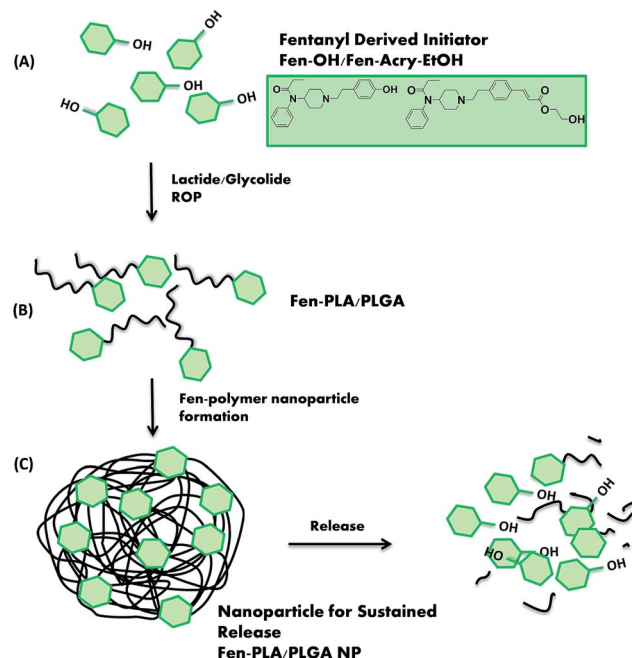 (A)
OH
OH
OH
HO
OH
Fentanyl Derived Initiator
Fen-OH/Fen-Acry-EtOH
O
N
N
OH
O
N
N
O
O
OH
Lactide/Glycolide
ROP
(B)
Fen-PLA/PLGA
Fen-polymer nanoparticle
formation
(C)
Release
OH
OH
OH
HO
OH
OH
Nanoparticle for Sustained
Release
Fen-PLA/PLGA NP